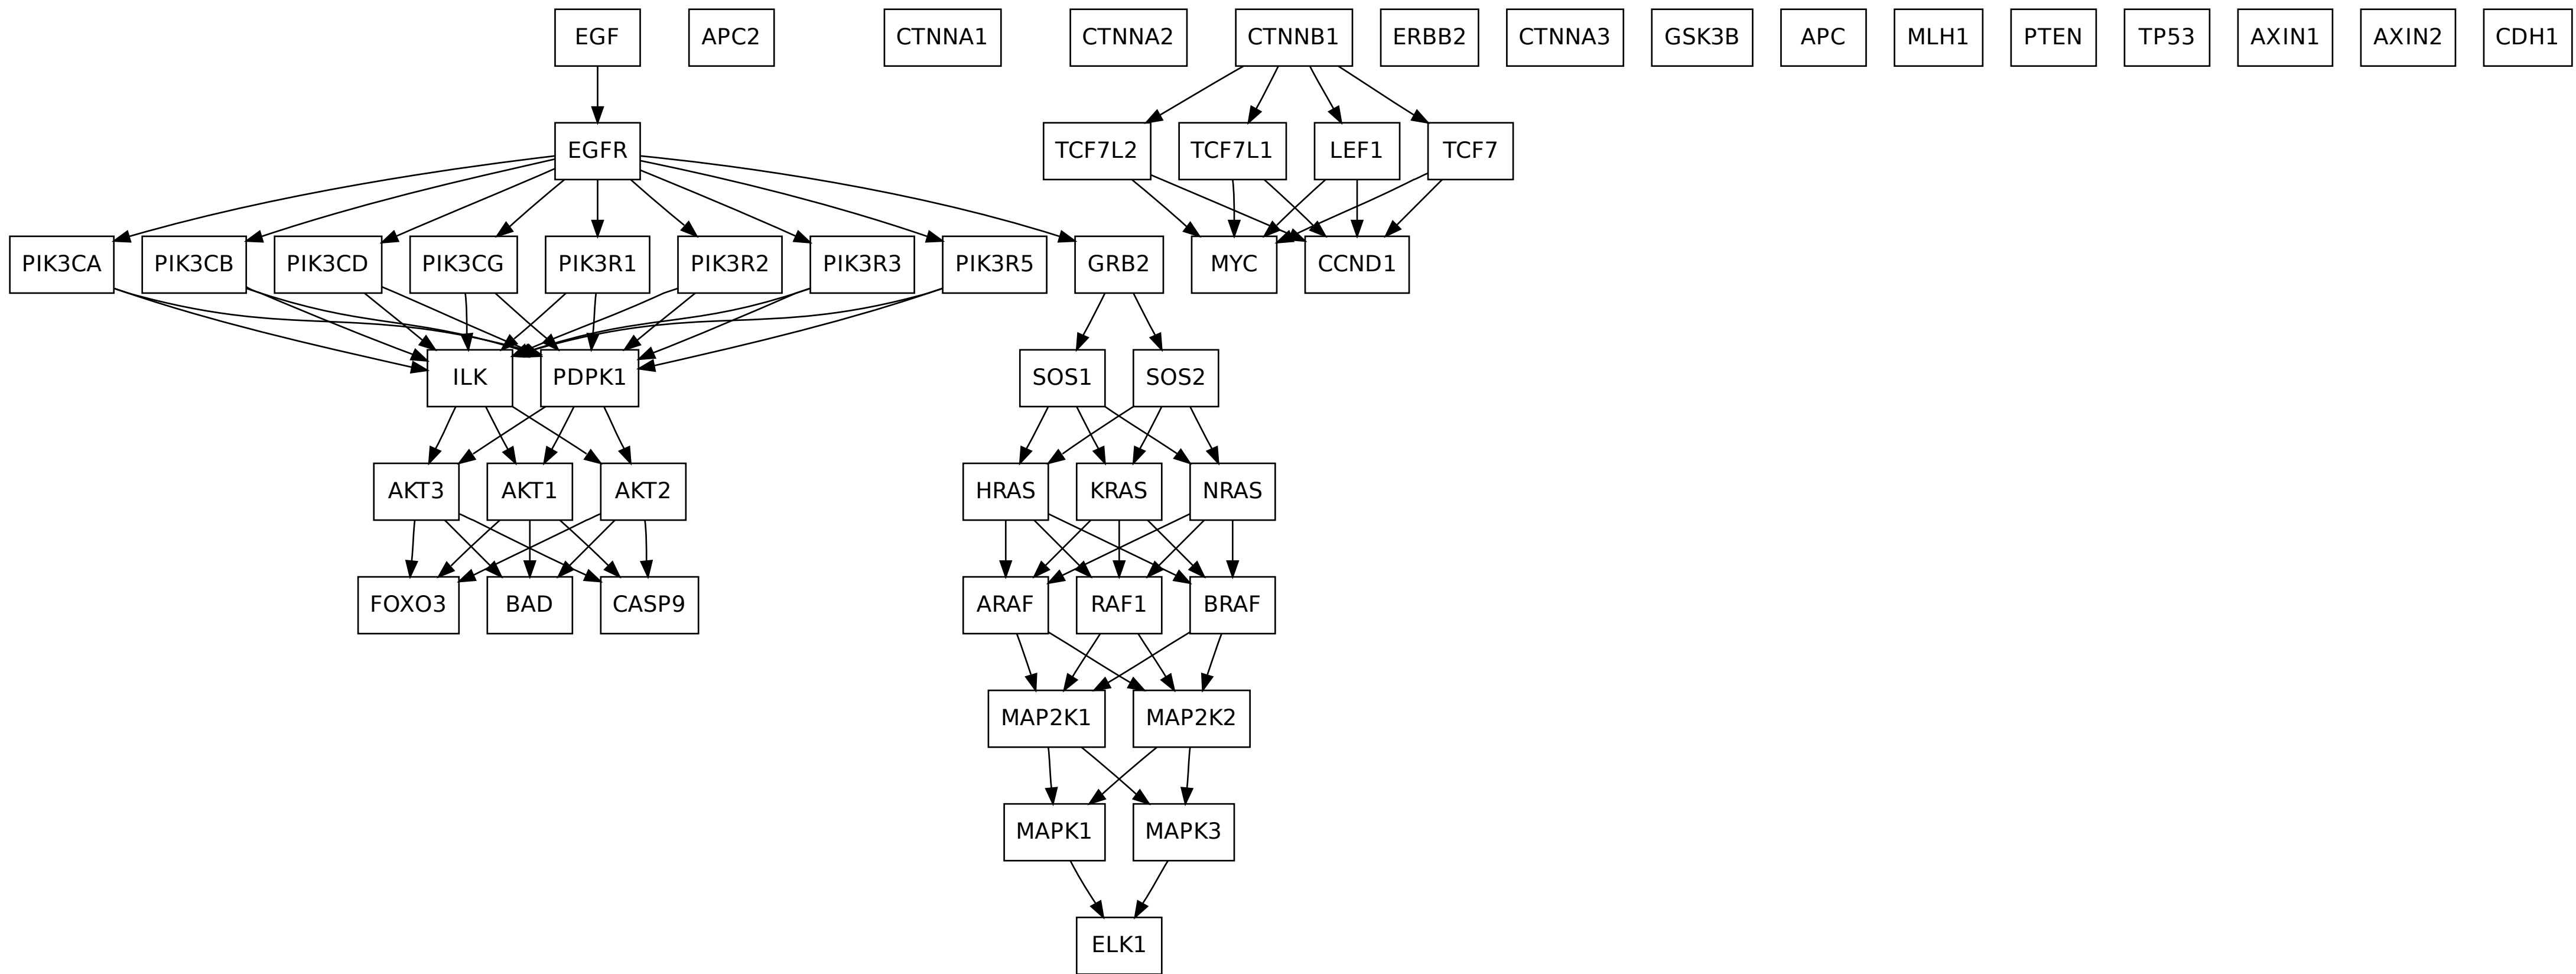 EGF
APC2
CTNNA1
CTNNA2
CTNNB1
ERBB2
CTNNA3
GSK3B
APC
MLH1
PTEN
TP53
AXIN1
AXIN2
CDH1
EGFR
TCF7L2
TCF7L1
LEF1
TCF7
PIK3CA
PIK3CB
PIK3CD
PIK3CG
PIK3R1
PIK3R2
PIK3R3
PIK3R5
GRB2
MYC
CCND1
ILK
PDPK1
SOS1
SOS2
AKT3
AKT1
AKT2
HRAS
KRAS
NRAS
FOXO3
BAD
CASP9
ARAF
RAF1
BRAF
MAP2K1
MAP2K2
MAPK1
MAPK3
ELK1